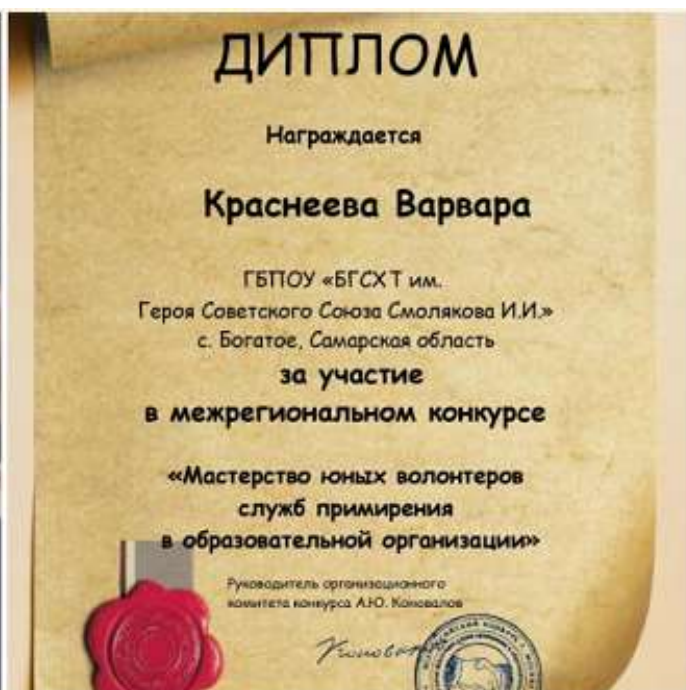 ДИПЛОМ
Награждается
Краснеева Варвара
ГБПОУ «БГСХТ им.
Героя Советского Союза Смолякова И.И.»
с. Богатое, Самарская область
за участие
в межрегиональном конкурсе
«Мастерство юных волонтеров
служб примирения
в образовательной организации»
Руководитель организационного
комитета конкурса А.Ю. Коновалов